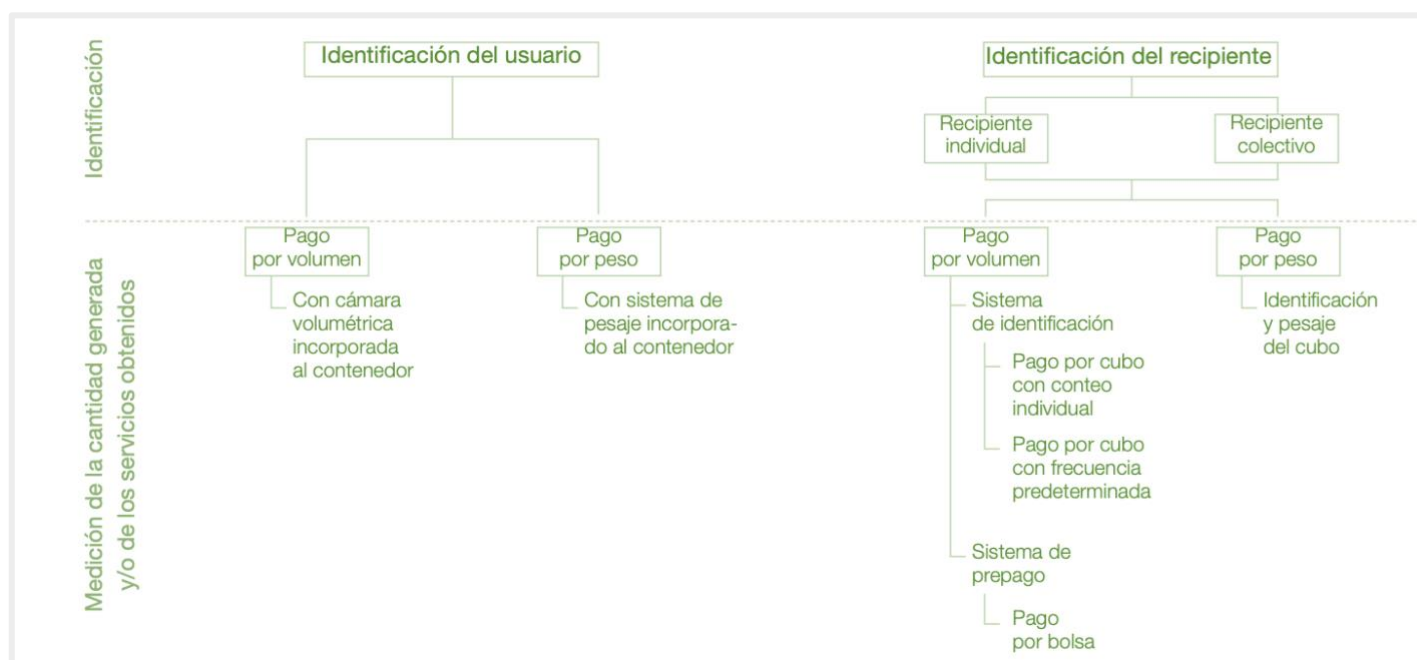 Identificación
Identificación del usuario
Identificación del recipiente
Recipiente
individual
Recipiente
colectivo
Medición de la cantidad generada
y/o de los servicios obtenidos
Pago
por volumen
Con cámara
volumétrica
incorporada
al contenedor
Pago
por peso
Con sistema de
pesaje incorpora-
do al contenedor
Pago
por volumen
Sistema
de identificación
Pago por cubo
con conteo
individual
Pago por cubo
con frecuencia
predeterminada
Sistema de
prepago
Pago
por bolsa
Pago
por peso
Identificación
y pesaje
del cubo